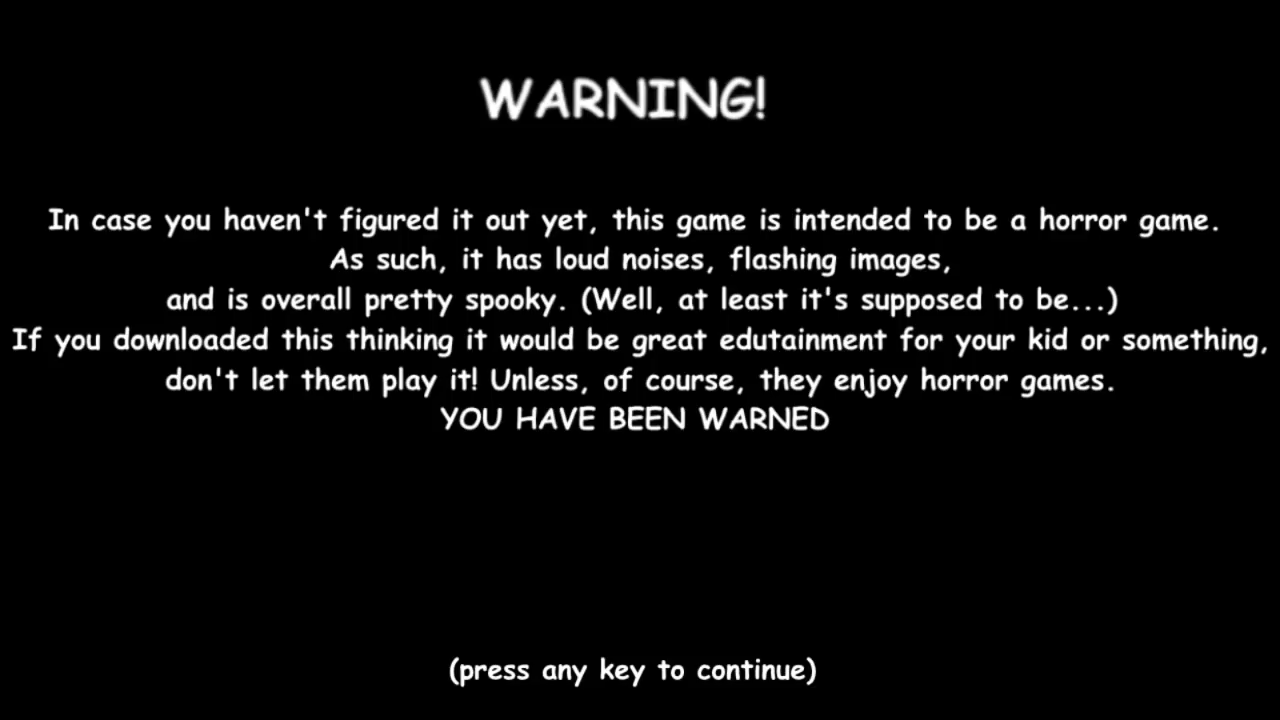 WARNING!
In case you haven't figured it out yet, this game is intended to be a horror game.
As such, it has loud noises, flashing images,
and is overall pretty spooky. (Well, at least it's supposed to be...)
If you downloaded this thinking it would be great edutainment for your kid or something,
don't let them play it! Unless, of course, they enjoy horror games.
YOU HAVE BEEN WARNED
(press any key to continue)